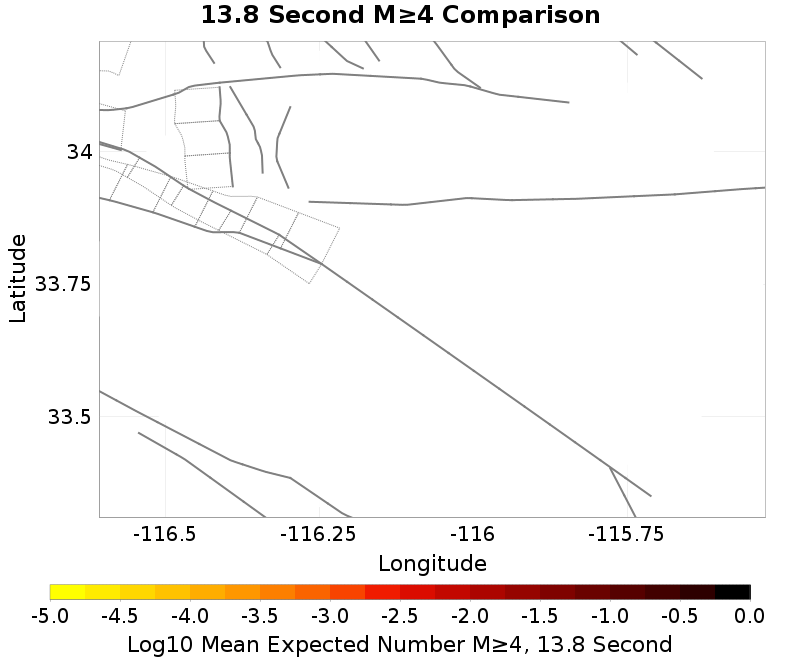 13.8 Second M≥4 Comparison
34
33.75
33.5
Latitude
-116.5 -116.25 -116 -115.75
Longitude
-5.0 -4.5 -4.0 -3.5 -3.0 -2.5 -2.0 -1.5 -1.0 -0.5 0.0
Log10 Mean Expected Number M≥4, 13.8 Second